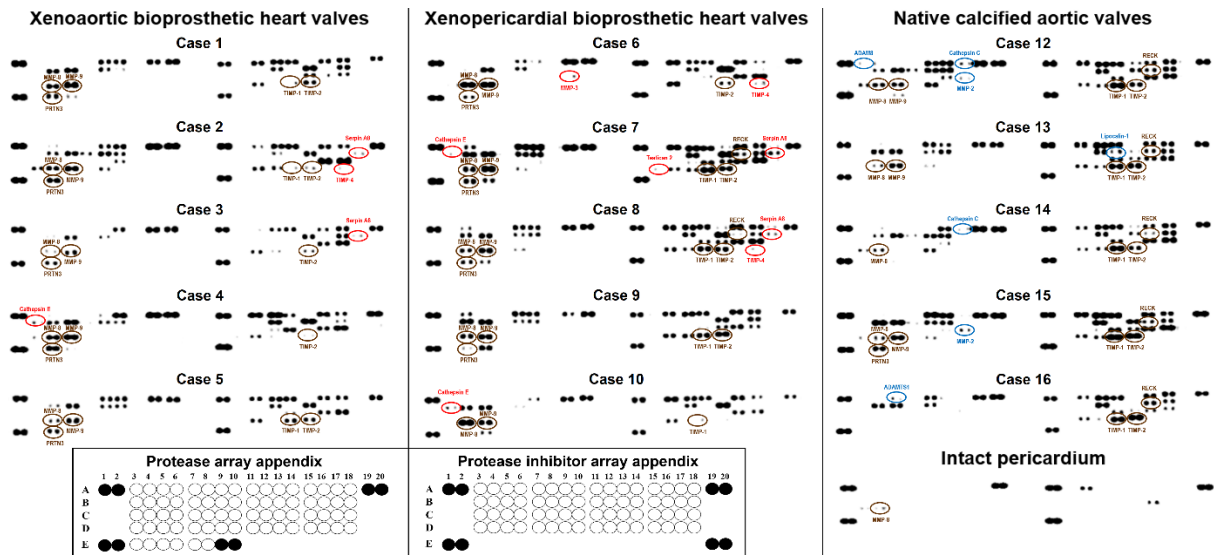 Xenoaortic bioprosthetic heart valves
Xenopericardial bioprosthetic heart valves
Native calcified aortic valves
Case 1
MMP-8 MMP-9
PRTN3
TIMP-1 TIMP-2
Case 2
MMP-8
MMP-9
PRTN3
Serpin A8
TIMP-1 TIMP-2
TIMP-4
Case 3
MMP-8
MMP-9
PRTN3
Serpin A8
TIMP-2
Case 4
Cathepsin E
MMP-8 MMP-9
PRTN3
TIMP-2
Case 5
MMP-8
MMP-9
PRTN3
TIMP-1 TIMP-2
Case 6
MMP-8
MMP-9
PRTN3
MMP-3
TIMP-2
TIMP-4
Case 7
Cathepsin E
MMP-8
MMP-9
PRTN3
Testican 2
RECK
Serpin A8
TIMP-1 TIMP-2
Case 8
MMP-8 MMP-9
PRTN3
RECK
Serpin A8
TIMP-1 TIMP-2
TIMP-4
Case 9
MMP-8 MMP-9
PRTN3
TIMP-1 TIMP-2
Case 10
Cathepsin E
MMP-9
MMP-8
TIMP-1
Case 12
ADAM8
Cathepsin C
MMP-2
MMP-8 MMP-9
RECK
TIMP-1 TIMP-2
Case 13
MMP-8 MMP-9
Lipocalin-1
RECK
TIMP-1 TIMP-2
Case 14
Cathepsin C
MMP-8
RECK
TIMP-1 TIMP-2
Case 15
MMP-8
MMP-9
PRTN3
MMP-2
RECK
TIMP-1 TIMP-2
Case 16
ADAMTS1
RECK
TIMP-1 TIMP-2
Intact pericardium
MMP-8
Protease array appendix
1 2 3 4 5 6 7 8 9 10 11 12 13 14 15 16 17 18 19 20
A
B
C
D
E
Protease inhibitor array appendix
1 2 3 4 5 6 7 8 9 10 11 12 13 14 15 16 17 18 19 20
A
B
C
D
E